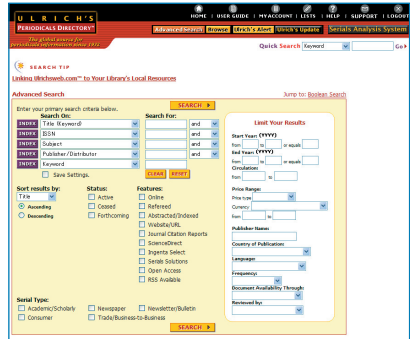 ULRICH'S
PERIODICALS DIRECTORY™
The global source for
periodicals information since 1932
HOME | USER GUIDE | MY ACCOUNT | LISTS | HELP | SUPPORT | LOGOUT
Advanced Search Browse Ulrich's Alert Ulrich's Update Serials Analysis System
Quick Search Keyword Go
SEARCH TIP
Linking Ulrichsweb.com™ to Your Library's Local Resources
Advanced Search Jump to: Boolean Search
Enter your primary search criteria below. SEARCH
Search On: Search For:
INDEX Title (Keyword) and
INDEX ISSN and
INDEX Subject and
INDEX Publisher/Distributor and
INDEX Keyword
Save Settings. CLEAR RESET
Sort results by: Status: Features:
Title Active Online
Ascending Ceased Refereed
Descending Forthcoming Abstracted/Indexed
Website/URL
Journal Citation Reports
ScienceDirect
Ingenta Select
Serials Solutions
Open Access
RSS Available
Serial Type:
Academic/Scholarly Newspaper Newsletter/Bulletin
Consumer Trade/Business-to-Business
SEARCH
Limit Your Results
Start Year: (YYYY)
from to or equals
End Year: (YYYY)
from to or equals
Circulation:
from to
Price Range:
Price type
Currency
from to
Publisher Name:
Country of Publication:
Language:
Frequency:
Document Availability Through:
Reviewed by: